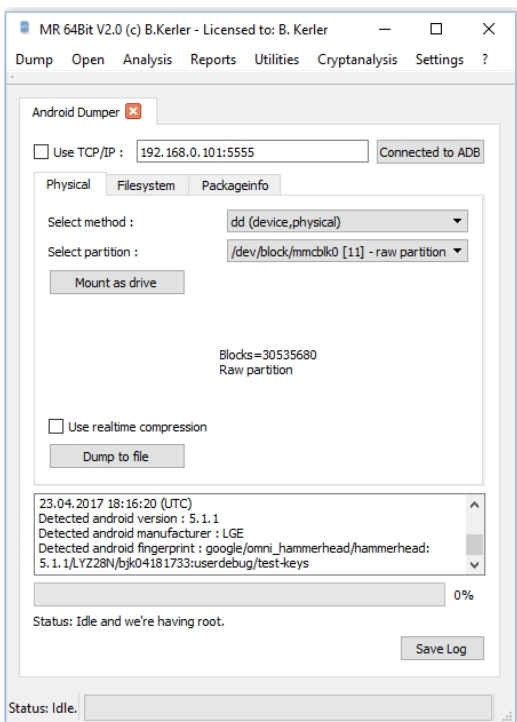 MR 64Bit V2.0 (c) B.Kerler - Licensed to: B. Kerler
Dump Open Analysis Reports Utilities Cryptanalysis Settings ?
Android Dumper
Use TCP/IP : 192.168.0.101:5555 Connected to ADB
Physical Filesystem Packageinfo
Select method : dd (device,physical)
Select partition : /dev/block/mmcblk0 [11] - raw partition
Mount as drive
Blocks=30535680
Raw partition
Use realtime compression
Dump to file
23.04.2017 18:16:20 (UTC)
Detected android version : 5.1.1
Detected android manufacturer : LGE
Detected android fingerprint : google/omni_hammerhead/hammerhead:
5.1.1/LYZ28N/bjk04181733:userdebug/test-keys
0%
Status: Idle and we're having root.
Save Log
Status: Idle.